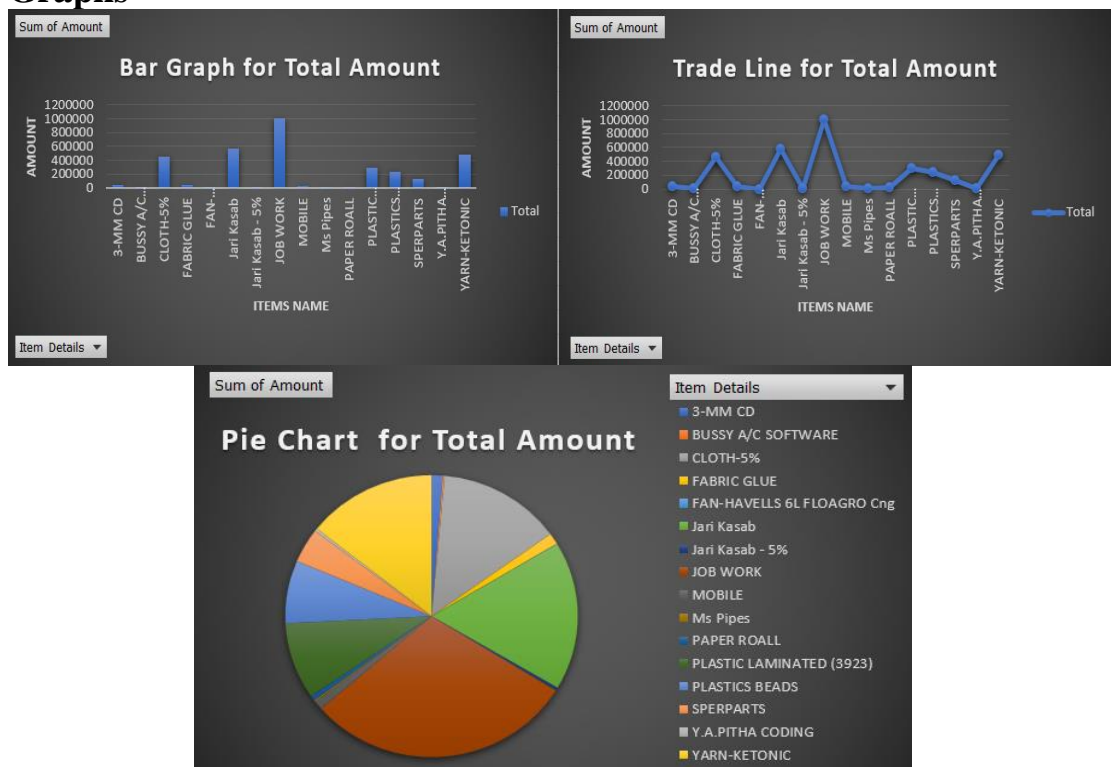 Graphs
Sum of Amount
Bar Graph for Total Amount
AMOUNT
1200000
1000000
800000
600000
400000
200000
0
3-MM CD
BUSSY A/C...
CLOTH-5%
FABRIC GLUE
FAN-...
Jari Kasab
Jari Kasab - 5%
JOB WORK
MOBILE
Ms Pipes
PAPER ROALL
PLASTIC...
PLASTICS...
SPERPARTS
Y.A.PITHA...
YARN-KETONIC
Total
ITEMS NAME
Item Details
Sum of Amount
Trade Line for Total Amount
AMOUNT
1200000
1000000
800000
600000
400000
200000
0
3-MM CD
BUSSY A/C...
CLOTH-5%
FABRIC GLUE
FAN-...
Jari Kasab
Jari Kasab - 5%
JOB WORK
MOBILE
Ms Pipes
PAPER ROALL
PLASTIC...
PLASTICS...
SPERPARTS
Y.A.PITHA...
YARN-KETONIC
Total
ITEMS NAME
Item Details
Sum of Amount
Pie Chart for Total Amount
Item Details
3-MM CD
BUSSY A/C SOFTWARE
CLOTH-5%
FABRIC GLUE
FAN-HAVELLS 6L FLOAGRO Cng
Jari Kasab
Jari Kasab - 5%
JOB WORK
MOBILE
Ms Pipes
PAPER ROALL
PLASTIC LAMINATED (3923)
PLASTICS BEADS
SPERPARTS
Y.A.PITHA CODING
YARN-KETONIC